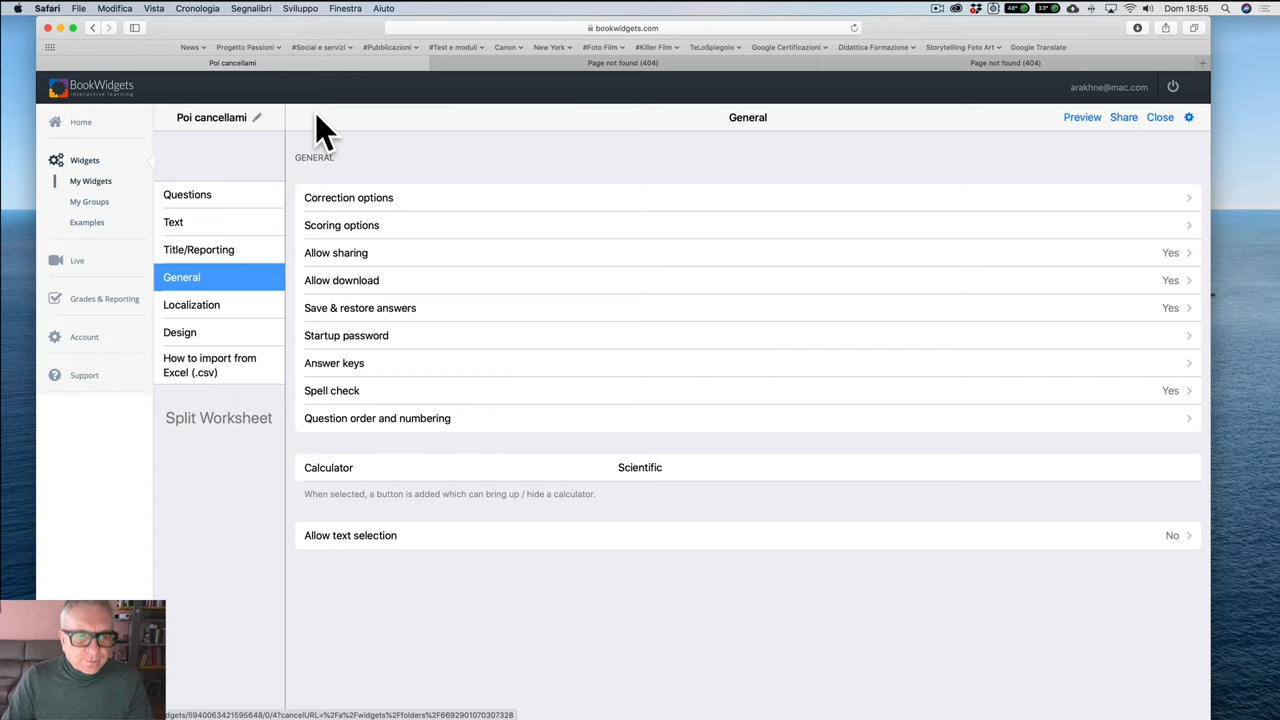 Safari File Modifica Vista Cronologia Segnalibri Sviluppo Finestra Aiuto 48° 33° Dom 18:55
bookwidgets.com
News Progetto Passioni #Social e servizi #Pubblicazioni #Test e moduli Canon New York #Foto Film #Killer Film TeLoSpiegolo Google Certificazioni Didattica Formazione Storytelling Foto Art Google Translate
Poi cancellami Page not found (404) Page not found (404)
BookWidgets
interactive learning
arakhne@mac.com
Home
Widgets
My Widgets
My Groups
Examples
Live
Grades & Reporting
Account
Support
Poi cancellami
Questions
Text
Title/Reporting
General
Localization
Design
How to import from
Excel (.csv)
Split Worksheet
General Preview Share Close
GENERAL
Correction options
Scoring options
Allow sharing Yes
Allow download Yes
Save & restore answers Yes
Startup password
Answer keys
Spell check Yes
Question order and numbering
Calculator Scientific
When selected, a button is added which can bring up / hide a calculator.
Allow text selection No
dgets/5940063421595648/0/4?cancelURL=%2Fa%2Fwidgets%2Ffolders%2F6692901070307328